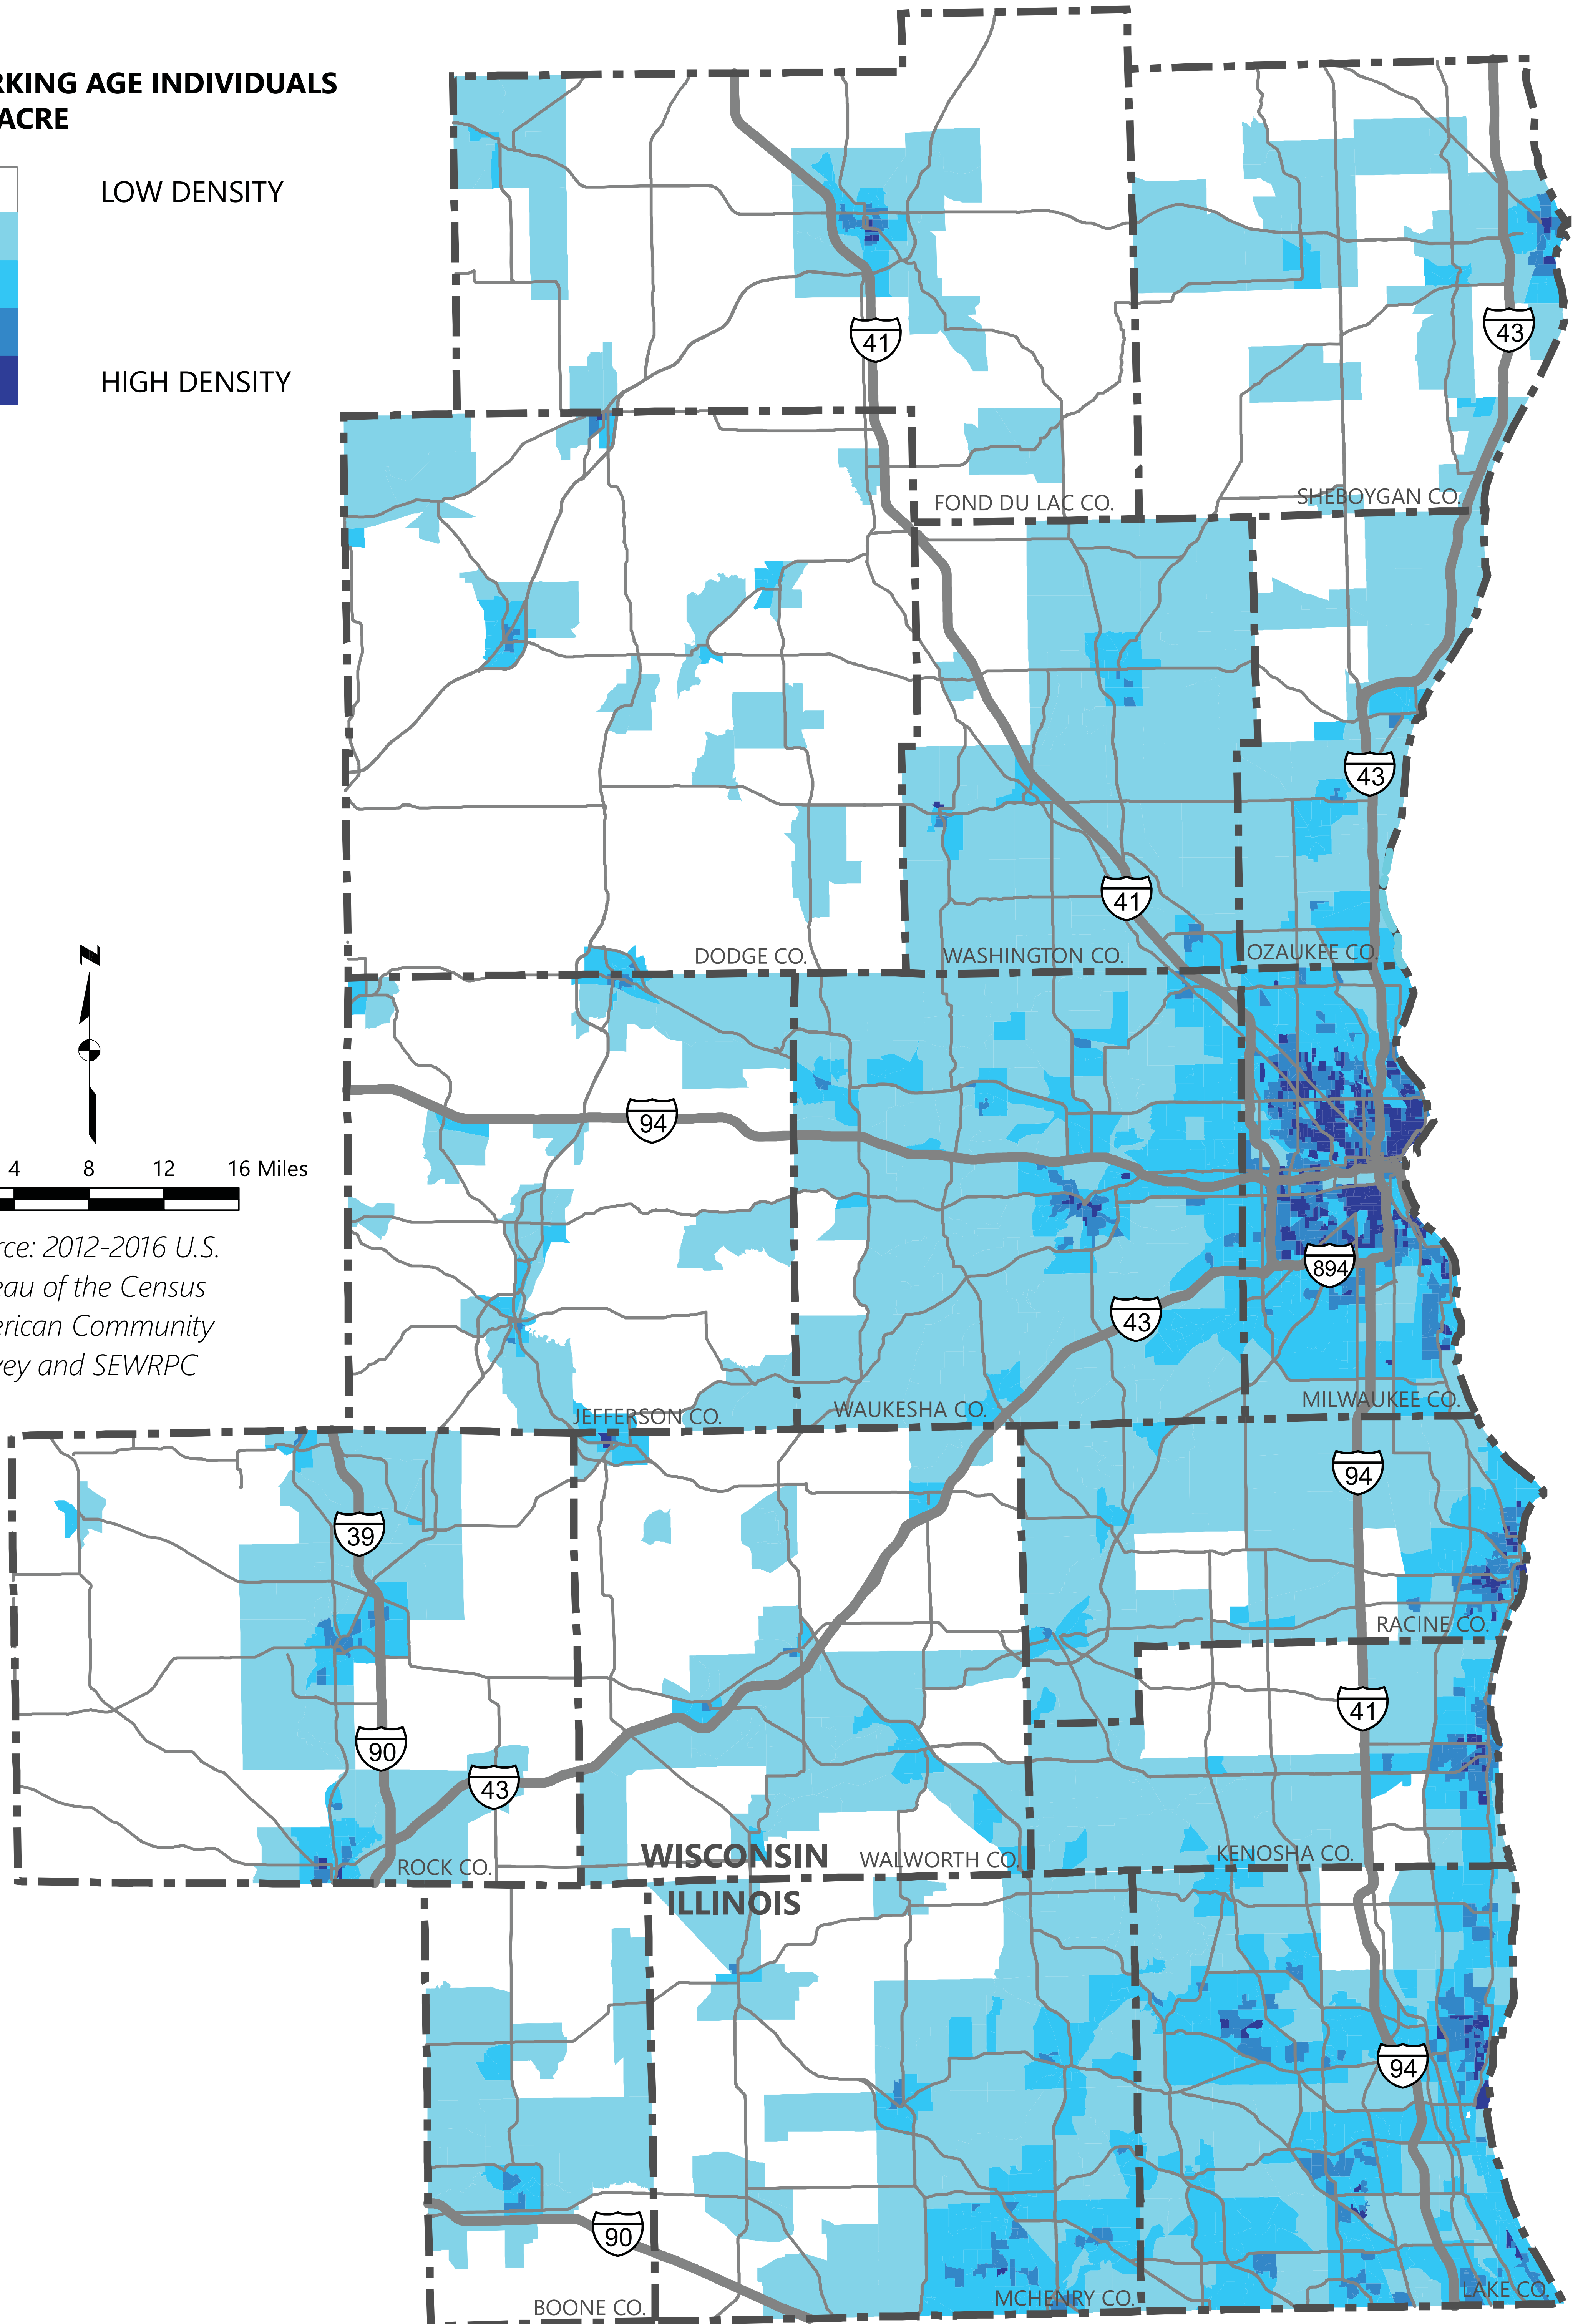 RKING AGE INDIVIDUALS
ACRE
LOW DENSITY
HIGH DENSITY
41
43
FOND DU LAC CO.
SHEBOYGAN CO.
43
41
DODGE CO.
WASHINGTON CO.
OZAUKEE CO.
N
94
4 8 12 16 Miles
rce: 2012-2016 U.S.
eau of the Census
erican Community
vey and SEWRPC
894
43
JEFFERSON CO.
WAUKESHA CO.
MILWAUKEE CO.
94
39
RACINE CO.
41
90
43
ROCK CO.
WISCONSIN
WALWORTH CO.
KENOSHA CO.
ILLINOIS
94
90
BOONE CO.
MCHENRY CO.
LAKE CO.